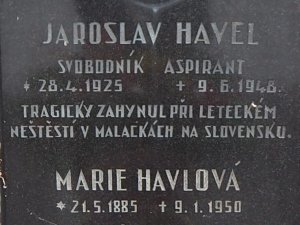 JAROSLAV HAVEL
SVOBODNÍK ASPIRANT
* 28.4.1925 † 9.6.1948.
TRAGICKY ZAHYNUL PŘI LETECKÉM
NEŠTĚSTÍ V MALACKÁCH NA SLOVENSKU.
MARIE HAVLOVÁ
* 21.5.1885 † 9.1.1950